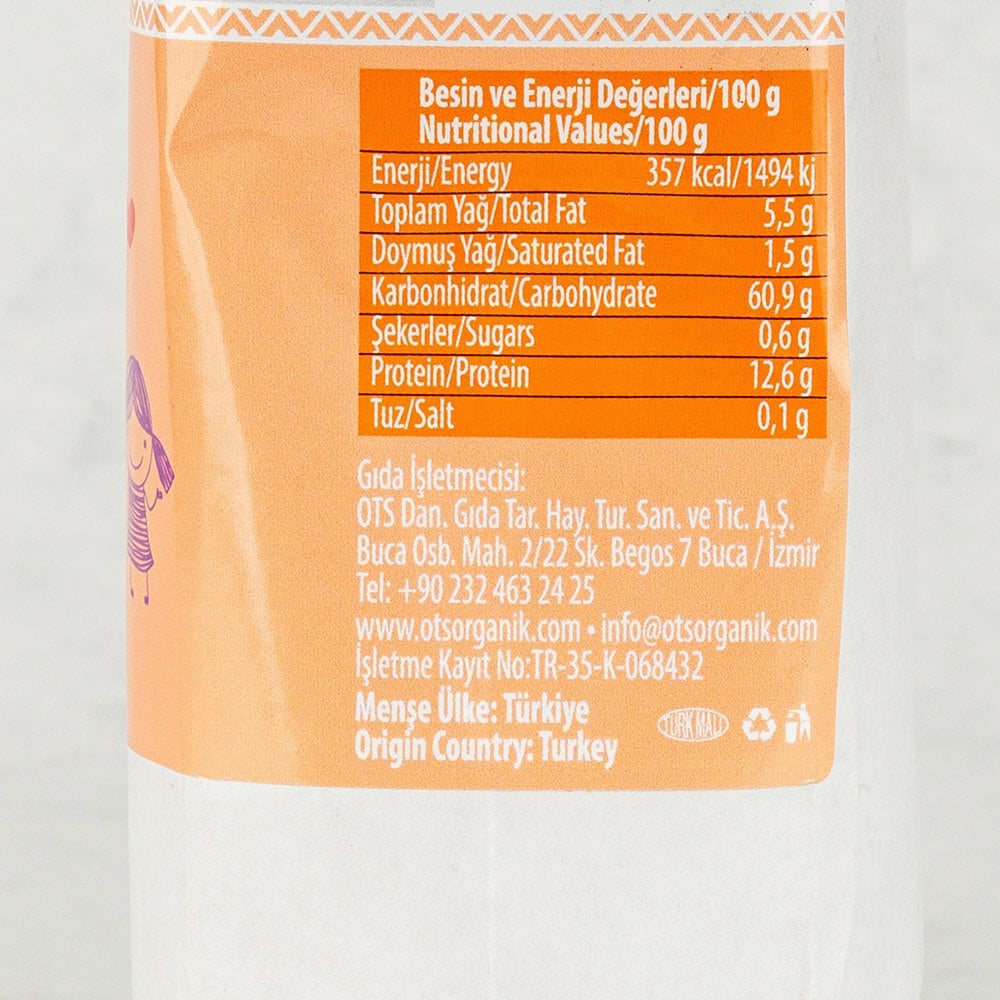 Besin ve Enerji Değerleri/100 g
Nutritional Values/100 g
Enerji/Energy 357 kcal/1494 kj
Toplam Yağ/Total Fat 5,5 g
Doymuş Yağ/Saturated Fat 1,5 g
Karbonhidrat/Carbohydrate 60,9 g
Şekerler/Sugars 0,6 g
Protein/Protein 12,6 g
Tuz/Salt 0,1 g
Gıda İşletmecisi:
OTS Dan. Gıda Tar. Hay. Tur. San. ve Tic. A.Ş.
Buca Osb. Mah. 2/22 Sk. Begos 7 Buca / İzmir
Tel: +90 232 463 24 25
www.otsorganik.com • info@otsorganik.com
İşletme Kayıt No:TR-35-K-068432
Menşe Ülke: Türkiye
Origin Country: Turkey
TÜRK MALI